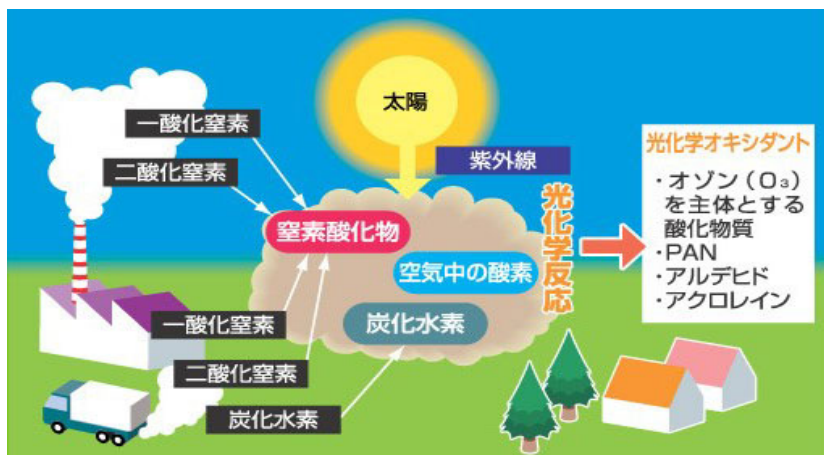 太陽
一酸化窒素
二酸化窒素
紫外線
窒素酸化物
空気中の酸素
炭化水素
光化学反応
一酸化窒素
二酸化窒素
炭化水素
光化学オキシダント
・オゾン(O₃)
を主体とする
酸化物質
・PAN
・アルデヒド
・アクロレイン